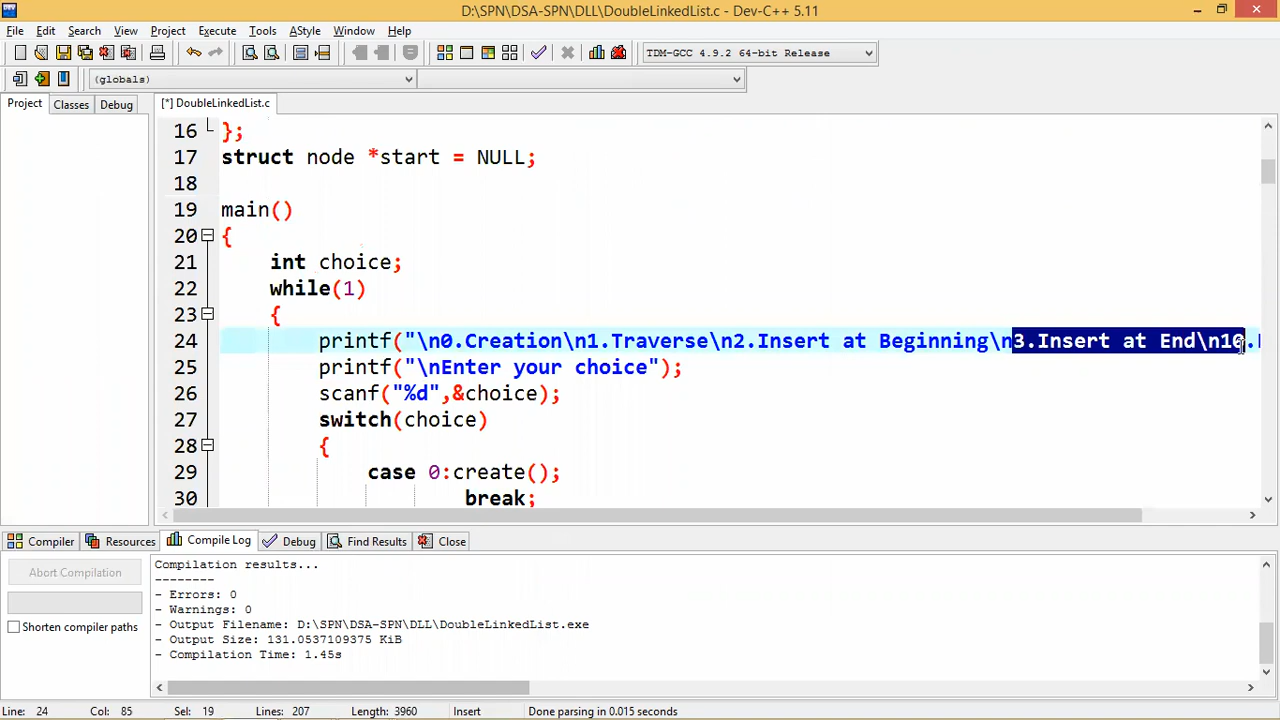 D:\SPN\DSA-SPN\DLL\DoubleLinkedList.c - Dev-C++ 5.11
File Edit Search View Project Execute Tools AStyle Window Help
TDM-GCC 4.9.2 64-bit Release
(globals)
Project Classes Debug [*] DoubleLinkedList.c
16 };
17 struct node *start = NULL;
18
19 main()
20 {
21 int choice;
22 while(1)
23 {
24 printf("\n0.Creation\n1.Traverse\n2.Insert at Beginning\n3.Insert at End\n10.
25 printf("\nEnter your choice");
26 scanf("%d",&choice);
27 switch(choice)
28 {
29 case 0:create();
30 break;
Compiler Resources Compile Log Debug Find Results Close
Abort Compilation
Shorten compiler paths
Compilation results...
--------
- Errors: 0
- Warnings: 0
- Output Filename: D:\SPN\DSA-SPN\DLL\DoubleLinkedList.exe
- Output Size: 131.0537109375 KiB
- Compilation Time: 1.45s
Line: 24 Col: 85 Sel: 19 Lines: 207 Length: 3960 Insert Done parsing in 0.015 seconds